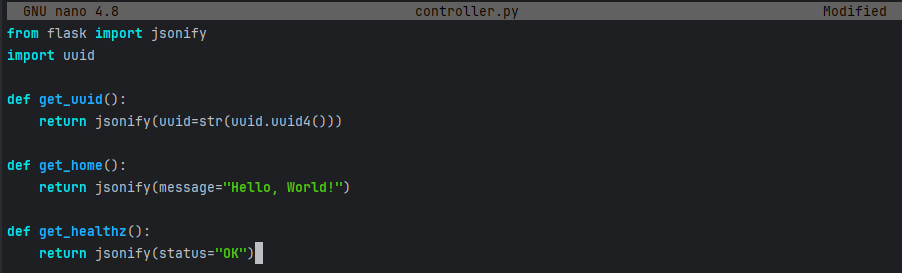 GNU nano 4.8 controller.py Modified
from flask import jsonify
import uuid
def get_uuid():
    return jsonify(uuid=str(uuid.uuid4()))
def get_home():
    return jsonify(message="Hello, World!")
def get_healthz():
    return jsonify(status="OK")